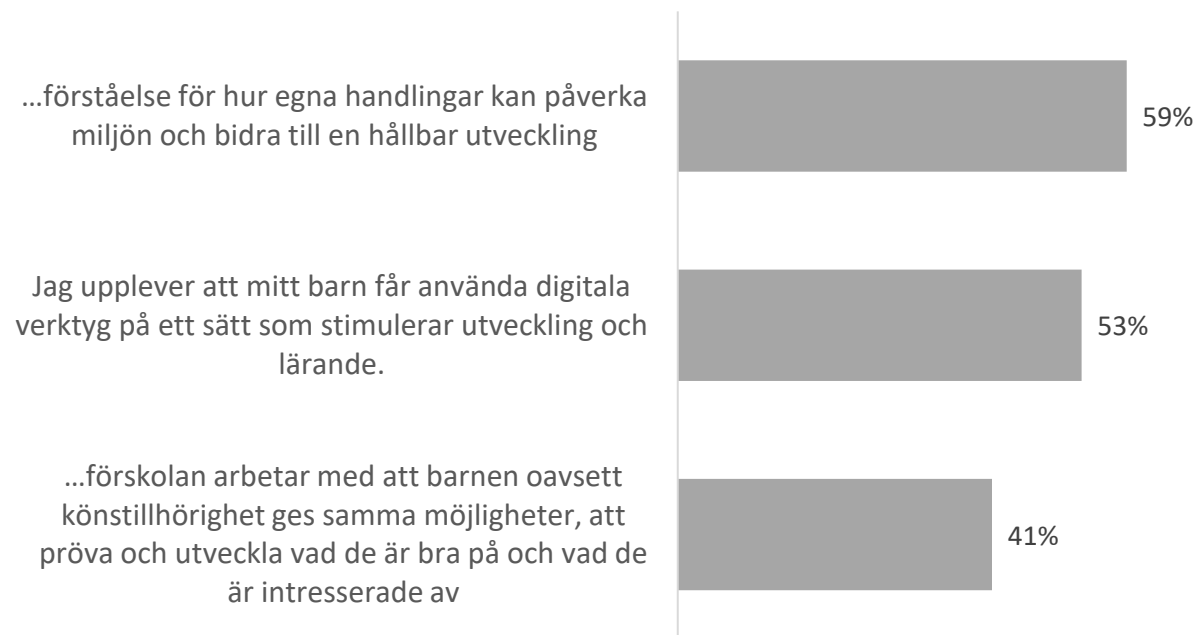 ...förståelse för hur egna handlingar kan påverka
miljön och bidra till en hållbar utveckling
59%
Jag upplever att mitt barn får använda digitala
verktyg på ett sätt som stimulerar utveckling och
lärande.
53%
...förskolan arbetar med att barnen oavsett
könstillhörighet ges samma möjligheter, att
pröva och utveckla vad de är bra på och vad de
är intresserade av
41%